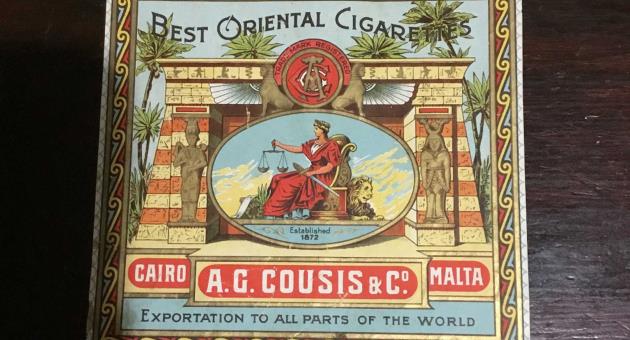 BEST ORIENTAL CIGARETTES
TRADE MARK REGISTERED
Established
1872
CAIRO
A.G. COUSIS & Co.
MALTA
EXPORTATION TO ALL PARTS OF THE WORLD